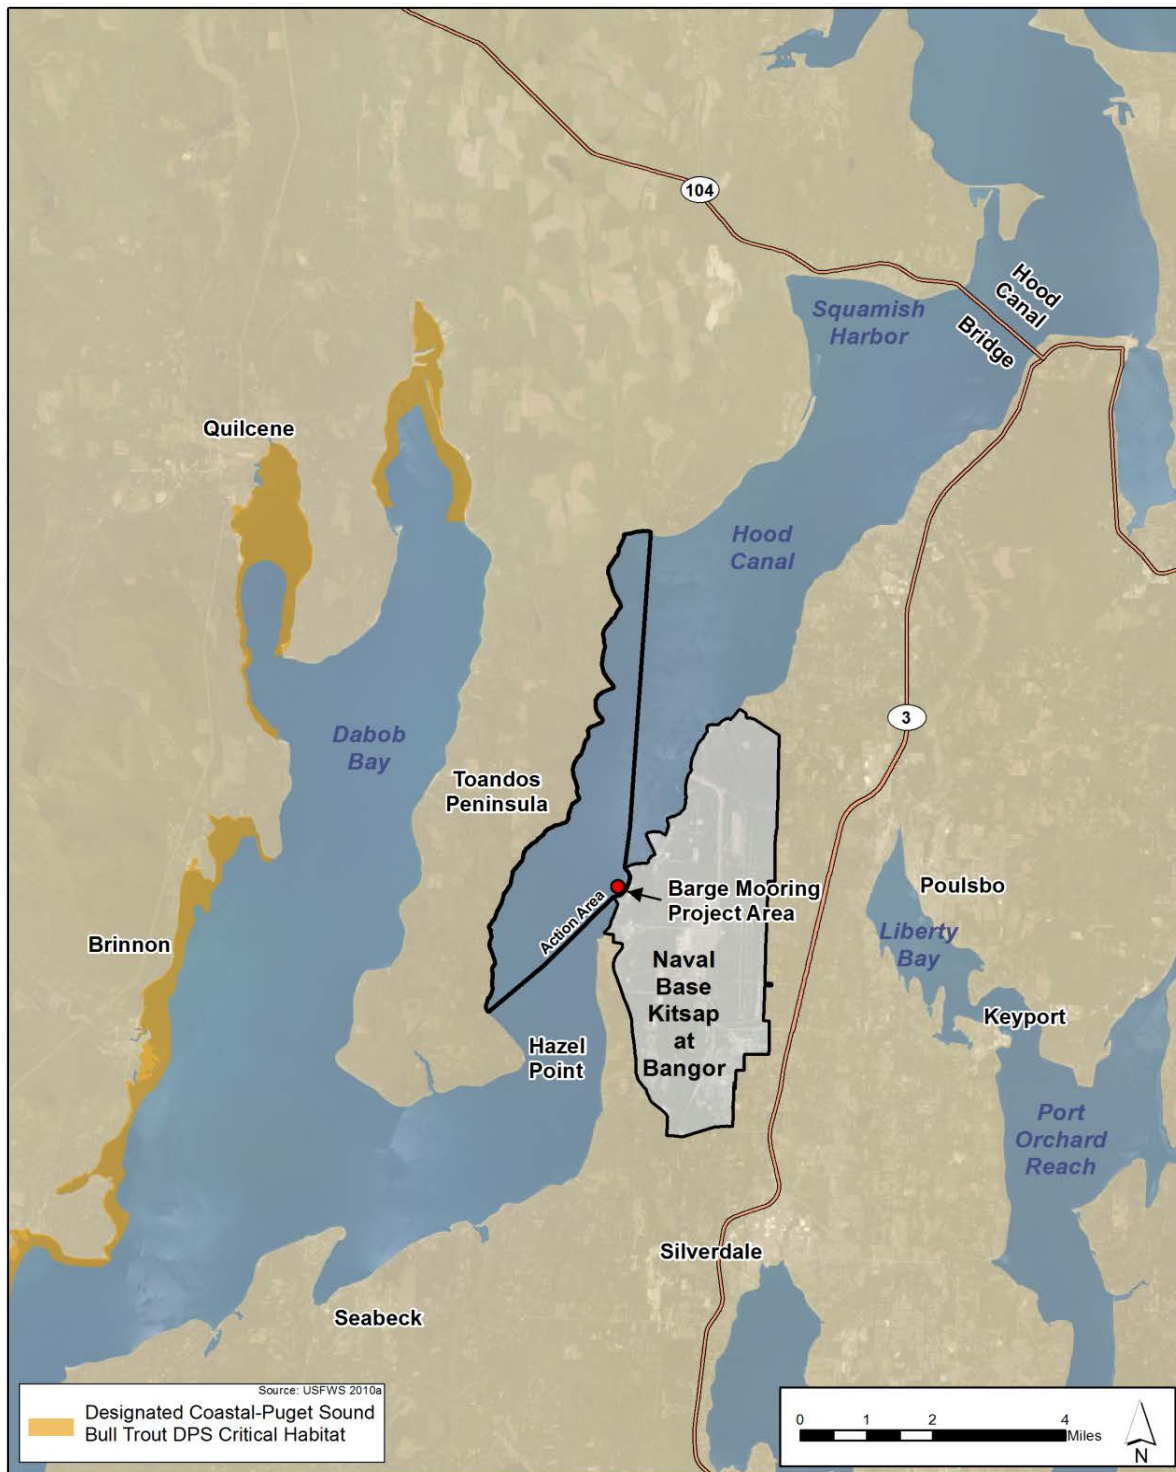 104
Hood
Canal
Bridge
Squamish
Harbor
Quilcene
Hood
Canal
3
Dabob
Bay
Toandos
Peninsula
Barge Mooring
Project Area
Action Area
Poulsbo
Liberty
Bay
Brinnon
Naval
Base
Kitsap
at
Bangor
Keyport
Hazel
Point
Port
Orchard
Reach
Silverdale
Seabeck
Source: USFWS 2010a
Designated Coastal-Puget Sound
Bull Trout DPS Critical Habitat
0 1 2 4
Miles
N